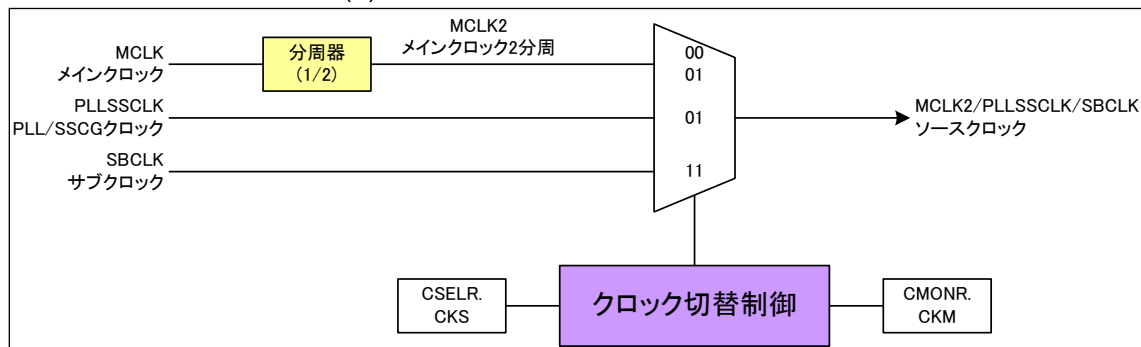 MCLK
メインクロック
分周器
(1/2)
MCLK2
メインクロック2分周
PLLSSCLK
PLL/SSCGクロック
SBCLK
サブクロック
00
01
01
11
MCLK2/PLLSSCLK/SBCLK
ソースクロック
CSELR.
CKS
クロック切替制御
CMONR.
CKM